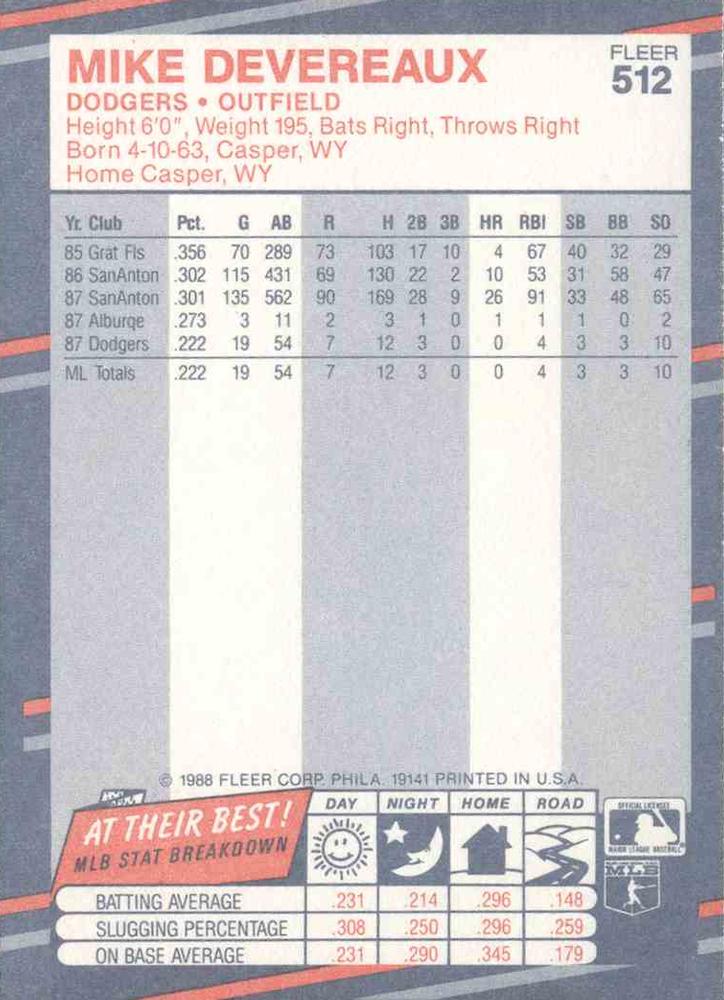 MIKE DEVEREAUX
FLEER
512
DODGERS • OUTFIELD
Height 6'0", Weight 195, Bats Right, Throws Right
Born 4-10-63, Casper, WY
Home Casper, WY
Yr. Club Pct. G AB R H 2B 3B HR RBI SB BB SO
85 Grat Fls .356 70 289 73 103 17 10 4 67 40 32 29
86 SanAnton .302 115 431 69 130 22 2 10 53 31 58 47
87 SanAnton .301 135 562 90 169 28 9 26 91 33 48 65
87 Alburqe .273 3 11 2 3 1 0 1 1 1 0 2
87 Dodgers .222 19 54 7 12 3 0 0 4 3 3 10
ML Totals .222 19 54 7 12 3 0 0 4 3 3 10
© 1988 FLEER CORP. PHILA. 19141 PRINTED IN U.S.A.
AT THEIR BEST!
MLB STAT BREAKDOWN
DAY NIGHT HOME ROAD
OFFICIAL LICENSEE
MAJOR LEAGUE BASEBALL
MLB
BATTING AVERAGE .231 .214 .296 .148
SLUGGING PERCENTAGE .308 .250 .296 .259
ON BASE AVERAGE .231 .290 .345 .179